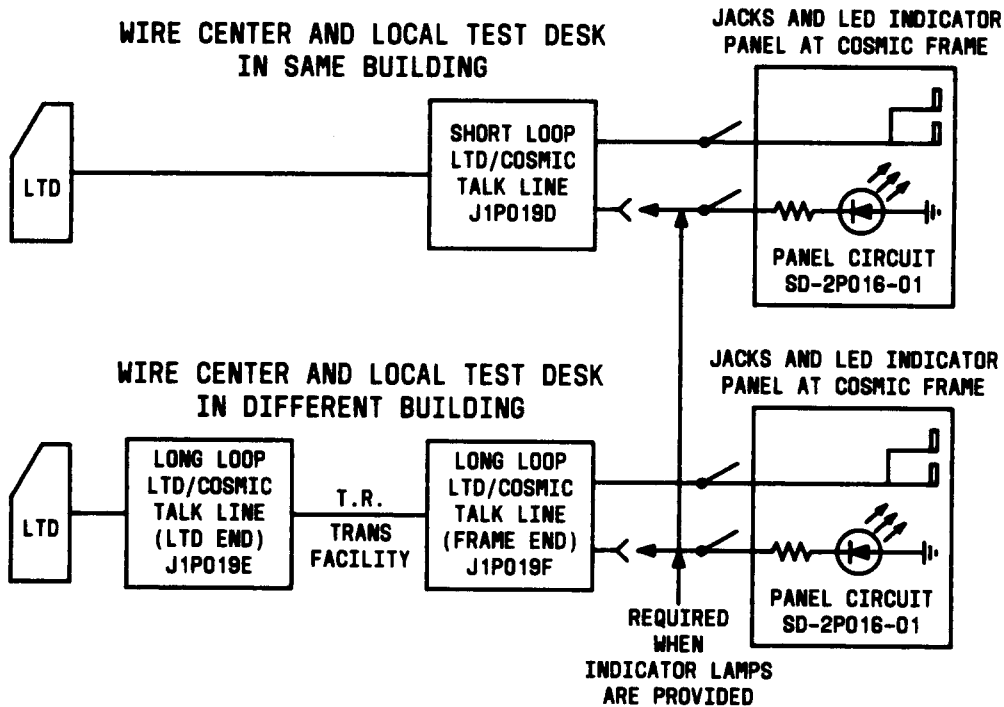 WIRE CENTER AND LOCAL TEST DESK
IN SAME BUILDING
JACKS AND LED INDICATOR
PANEL AT COSMIC FRAME
LTD
SHORT LOOP
LTD/COSMIC
TALK LINE
J1P019D
PANEL CIRCUIT
SD-2P016-01
WIRE CENTER AND LOCAL TEST DESK
IN DIFFERENT BUILDING
JACKS AND LED INDICATOR
PANEL AT COSMIC FRAME
LTD
LONG LOOP
LTD/COSMIC
TALK LINE
(LTD END)
J1P019E
T.R.
TRANS
FACILITY
LONG LOOP
LTD/COSMIC
TALK LINE
(FRAME END)
J1P019F
PANEL CIRCUIT
SD-2P016-01
REQUIRED
WHEN
INDICATOR LAMPS
ARE PROVIDED